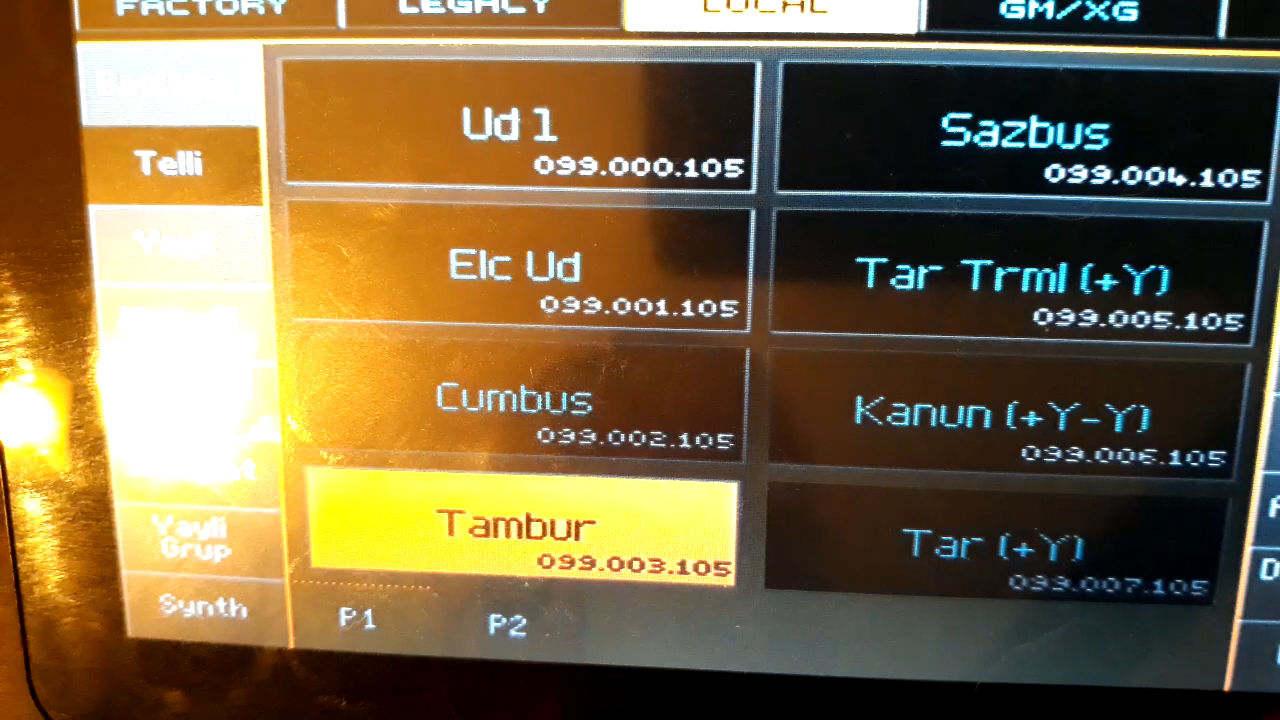 FACTORY
LEGACY
LOCAL
GM/XG
Telli
Yayli
Grup
Synth
Ud 1
099.000.105
Sazbus
099.004.105
Elc Ud
099.001.105
Tar Trml (+Y)
099.005.105
Cumbus
099.002.105
Kanun (+Y-Y)
099.006.105
Tambur
099.003.105
Tar (+Y)
099.007.105
P1
P2